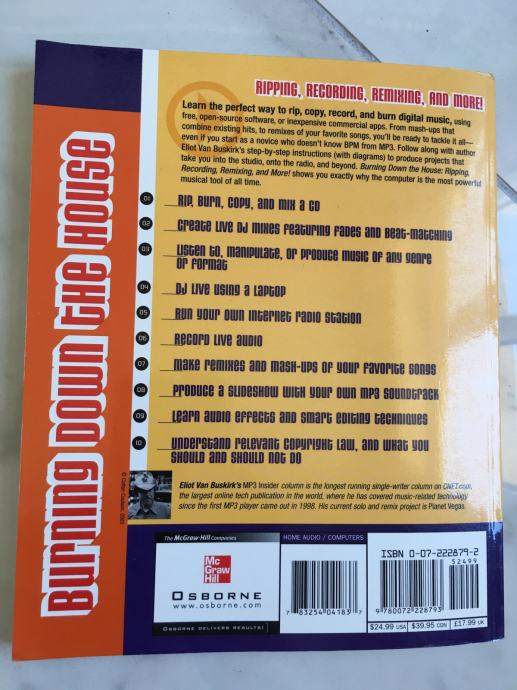 Burning Down the House
RIPPING, RECORDING, REMIXING, AND MORE!
Learn the perfect way to rip, copy, record, and burn digital music, using
free, open-source software, or inexpensive commercial apps. From mash-ups that
combine existing hits, to remixes of your favorite songs, you'll be ready to tackle it all—
even if you start as a novice who doesn't know BPM from MP3. Follow along with author
Eliot Van Buskirk's step-by-step instructions (with diagrams) to produce projects that
take you into the studio, onto the radio, and beyond. Burning Down the House: Ripping,
Recording, Remixing, and More! shows you exactly why the computer is the most powerful
musical tool of all time.
01 Rip, Burn, Copy, and mix a CD
02 Create live DJ mixes featuring fades and beat-matching
03 Listen to, manipulate, or produce music of any genre
or format
04 DJ live using a laptop
05 Run your own Internet radio station
06 Record live audio
07 Make remixes and mash-ups of your favorite songs
08 Produce a slideshow with your own MP3 soundtrack
09 Learn audio effects and smart editing techniques
10 Understand relevant copyright law, and what you
should and should not do
Eliot Van Buskirk's MP3 Insider column is the longest running single-writer column on CNET.com,
the largest online tech publication in the world, where he has covered music-related technology
since the first MP3 player came out in 1998. His current solo and remix project is Planet Vegas.
The McGraw-Hill Companies
HOME AUDIO / COMPUTERS
Mc
Graw
Hill
OSBORNE
www.osborne.com
OSBORNE DELIVERS RESULTS!
7 83254 04183 7
ISBN 0-07-222879-2
52499
9 780072 228793
$24.99 USA $39.95 CDN £17.99 UK